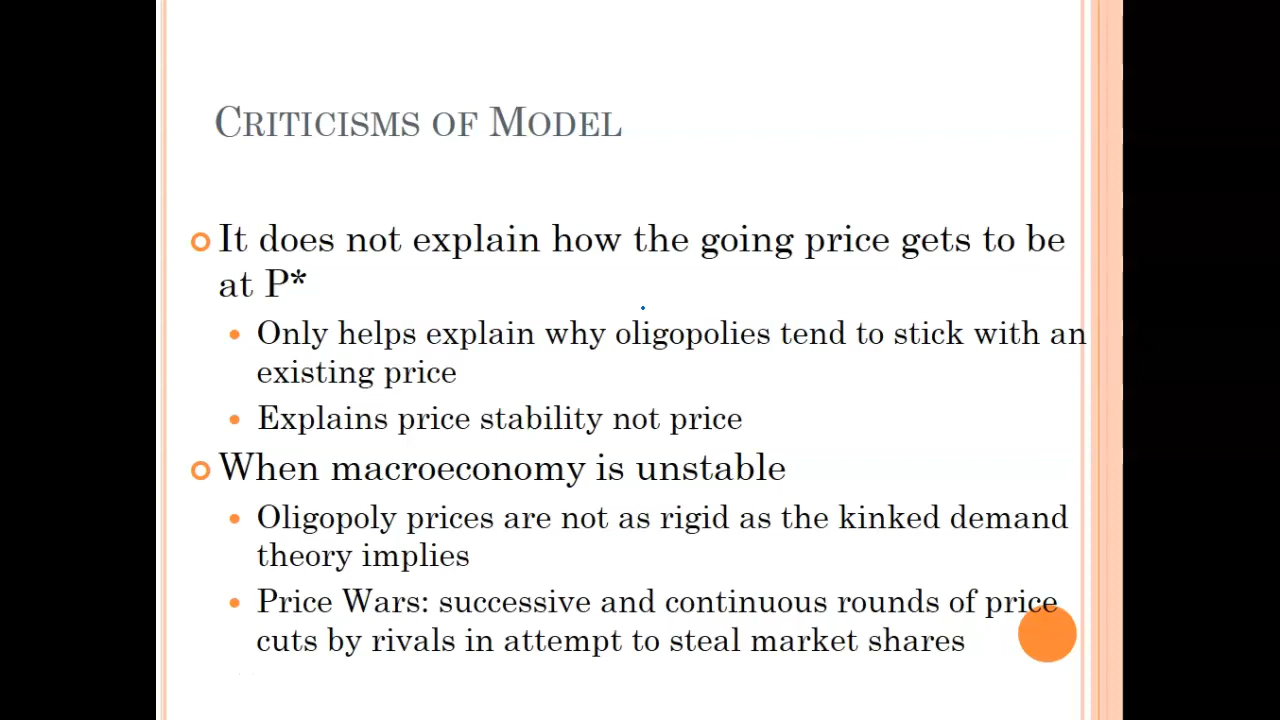 CRITICISMS OF MODEL
It does not explain how the going price gets to be
at P*
Only helps explain why oligopolies tend to stick with an
existing price
Explains price stability not price
When macroeconomy is unstable
Oligopoly prices are not as rigid as the kinked demand
theory implies
Price Wars: successive and continuous rounds of price
cuts by rivals in attempt to steal market shares